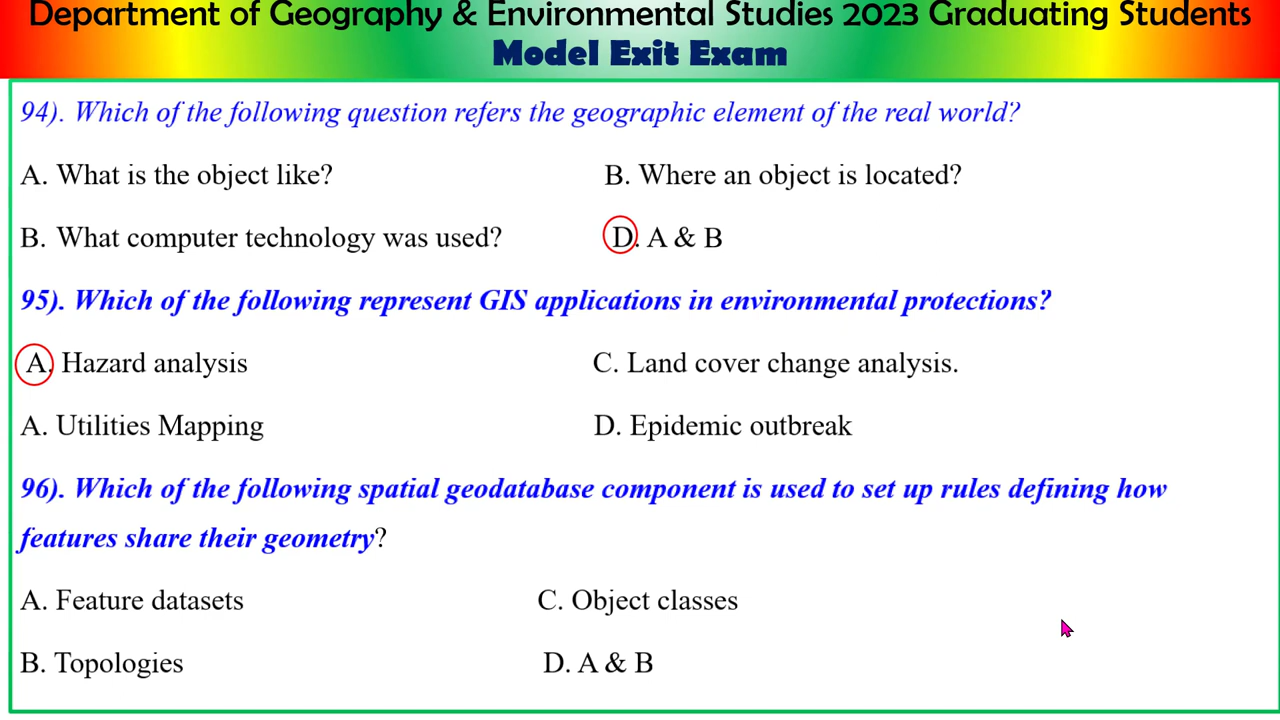 Department of Geography & Environmental Studies 2023 Graduating Students
Model Exit Exam
94). Which of the following question refers the geographic element of the real world?
A. What is the object like? B. Where an object is located?
B. What computer technology was used? D. A & B
95). Which of the following represent GIS applications in environmental protections?
A. Hazard analysis C. Land cover change analysis.
A. Utilities Mapping D. Epidemic outbreak
96). Which of the following spatial geodatabase component is used to set up rules defining how
features share their geometry?
A. Feature datasets C. Object classes
B. Topologies D. A & B